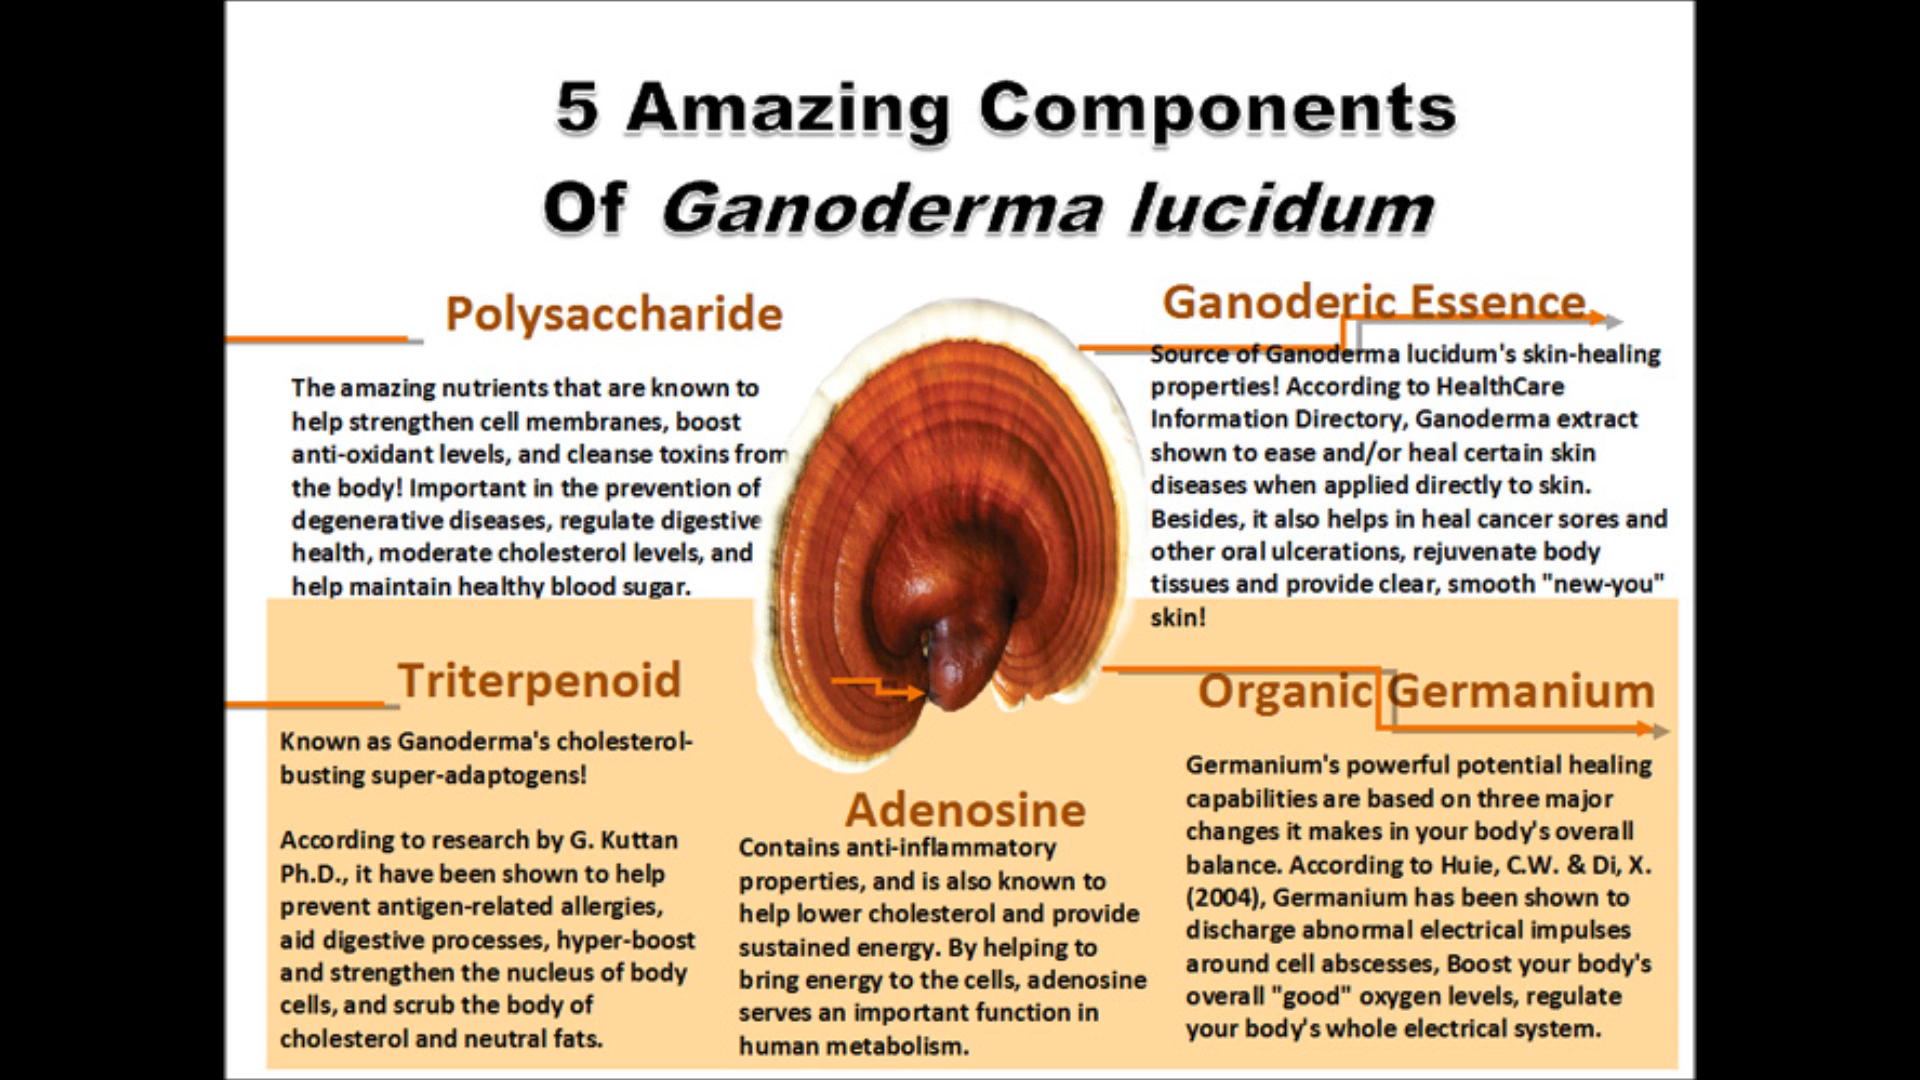 5 Amazing Components
Of Ganoderma lucidum
Polysaccharide
The amazing nutrients that are known to
help strengthen cell membranes, boost
anti-oxidant levels, and cleanse toxins from
the body! Important in the prevention of
degenerative diseases, regulate digestive
health, moderate cholesterol levels, and
help maintain healthy blood sugar.
Ganoderic Essence
Source of Ganoderma lucidum's skin-healing
properties! According to HealthCare
Information Directory, Ganoderma extract
shown to ease and/or heal certain skin
diseases when applied directly to skin.
Besides, it also helps in heal cancer sores and
other oral ulcerations, rejuvenate body
tissues and provide clear, smooth "new-you"
skin!
Triterpenoid
Known as Ganoderma's cholesterol-
busting super-adaptogens!
According to research by G. Kuttan
Ph.D., it have been shown to help
prevent antigen-related allergies,
aid digestive processes, hyper-boost
and strengthen the nucleus of body
cells, and scrub the body of
cholesterol and neutral fats.
Adenosine
Contains anti-inflammatory
properties, and is also known to
help lower cholesterol and provide
sustained energy. By helping to
bring energy to the cells, adenosine
serves an important function in
human metabolism.
Organic Germanium
Germanium's powerful potential healing
capabilities are based on three major
changes it makes in your body's overall
balance. According to Huie, C.W. & Di, X.
(2004), Germanium has been shown to
discharge abnormal electrical impulses
around cell abscesses, Boost your body's
overall "good" oxygen levels, regulate
your body's whole electrical system.